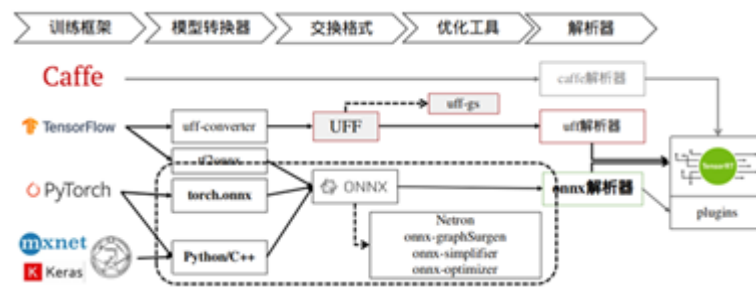 训练框架
模型转换器
交换格式
优化工具
解析器
Caffe
caffe解析器
uff-gs
TensorFlow
uff-converter
UFF
uff解析器
tf2onnx
TensorRT
PyTorch
torch.onnx
ONNX
onnx解析器
plugins
mxnet
Keras
Python/C++
Netron
onnx-graphSurgen
onnx-simplifier
onnx-optimizer